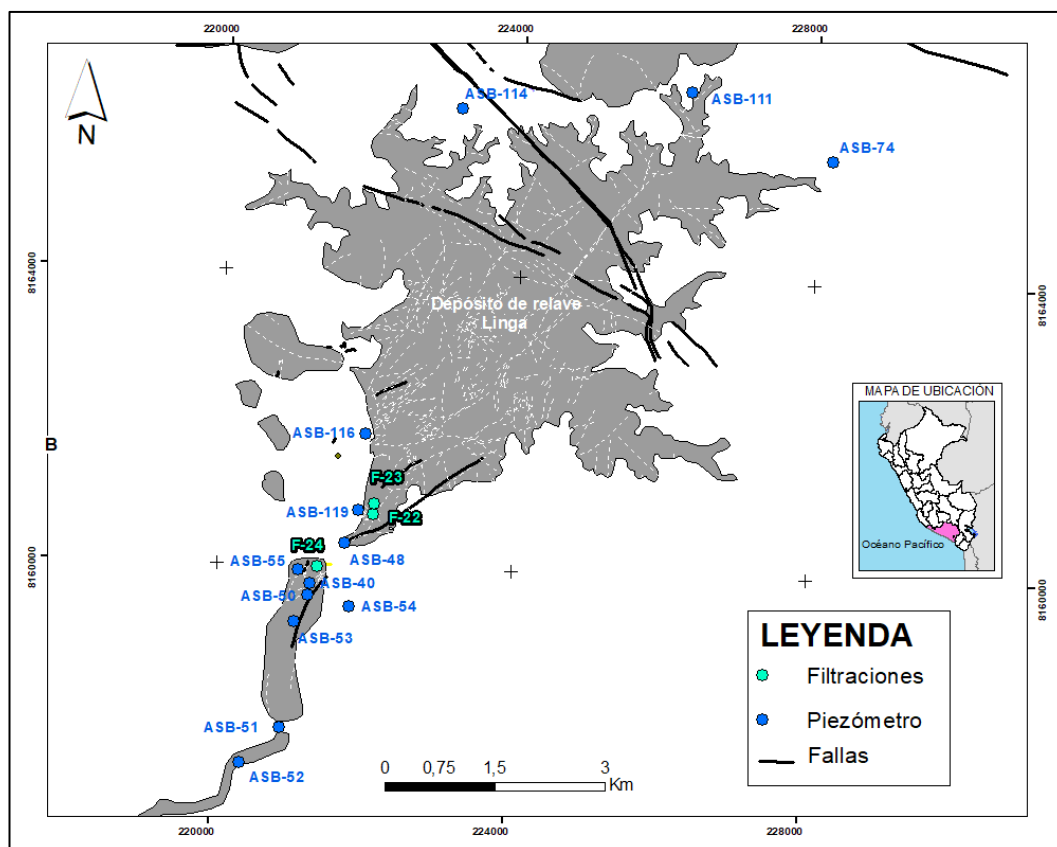 220000
224000
228000
N
ASB-114
ASB-111
ASB-74
8164000
8164000
Depósito de relave
Linga
MAPA DE UBICACIÓN
Océano Pacífico
B
ASB-116
F-23
ASB-119
F-22
F-24
ASB-55
ASB-48
8160000
8160000
ASB-40
ASB-50
ASB-54
ASB-53
LEYENDA
Filtraciones
Piezómetro
Fallas
ASB-51
ASB-52
0 0,75 1,5 3
Km
220000
224000
228000